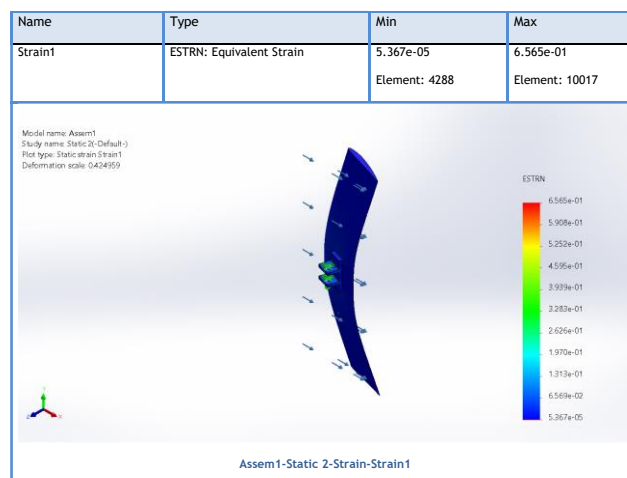 Name Type Min Max
Strain1 ESTRN: Equivalent Strain 5.367e-05 6.565e-01
Element: 4288 Element: 10017
Model name: Assem1
Study name: Static 2(-Default-)
Plot type: Static strain Strain1
Deformation scale: 0.424959
ESTRN
6.565e-01
5.908e-01
5.252e-01
4.595e-01
3.939e-01
3.283e-01
2.626e-01
1.970e-01
1.313e-01
6.569e-02
5.367e-05
Y
Z X
Assem1-Static 2-Strain-Strain1